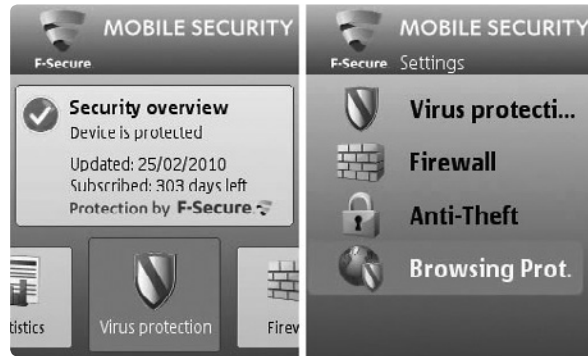 MOBILE SECURITY
F-Secure
Security overview
Device is protected
Updated: 25/02/2010
Subscribed: 303 days left
Protection by F-Secure
tistics
Virus protection
Firew
MOBILE SECURITY
F-Secure Settings
Virus protecti...
Firewall
Anti-Theft
Browsing Prot.